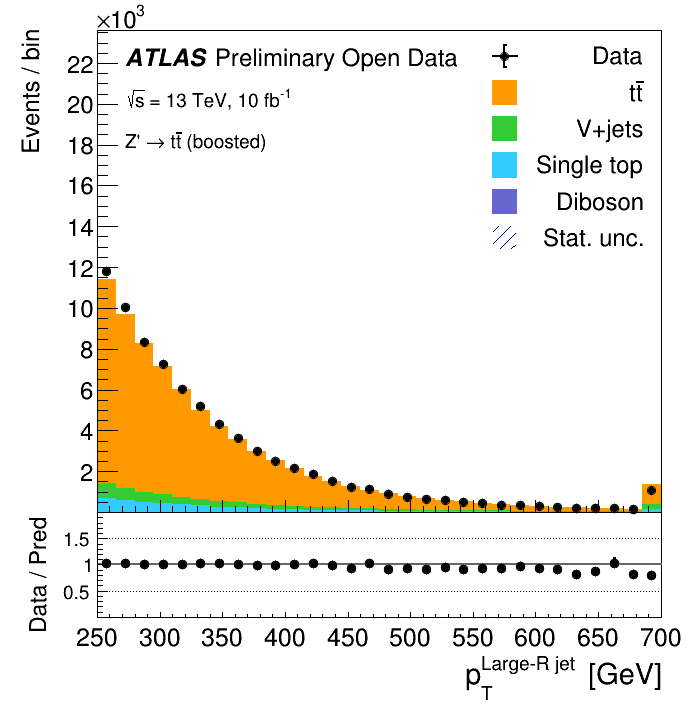 ×10³
Events / bin
22
20
18
16
14
12
10
8
6
4
2
ATLAS Preliminary Open Data
√s = 13 TeV, 10 fb⁻¹
Z' → tt̄ (boosted)
Data
tt̄
V+jets
Single top
Diboson
Stat. unc.
Data / Pred
1.5
1
0.5
250 300 350 400 450 500 550 600 650 700
p_T^Large-R jet [GeV]